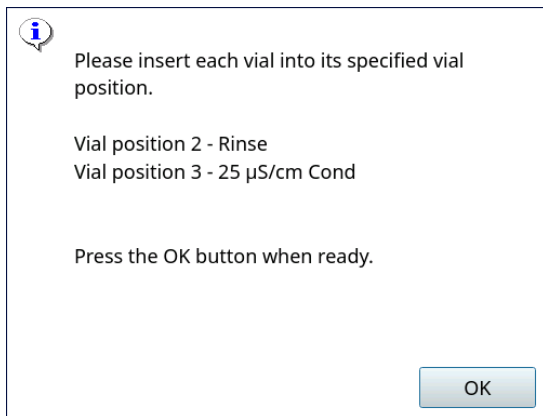 Please insert each vial into its specified vial
position.
Vial position 2 - Rinse
Vial position 3 - 25 µS/cm Cond
Press the OK button when ready.
OK